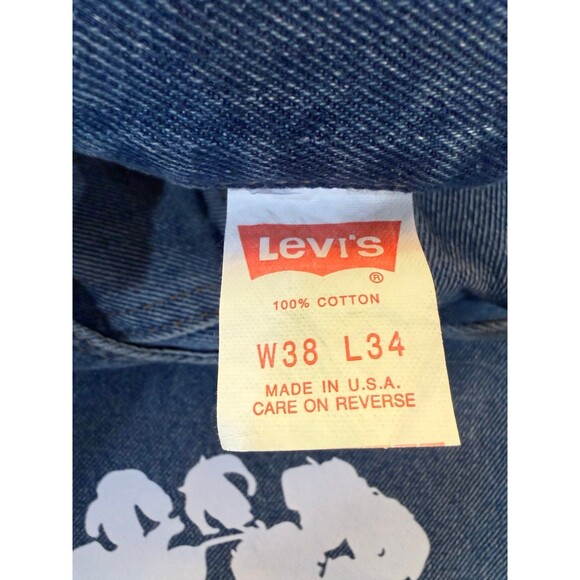 Levi's
®
100% COTTON
W38 L34
MADE IN U.S.A.
CARE ON REVERSE